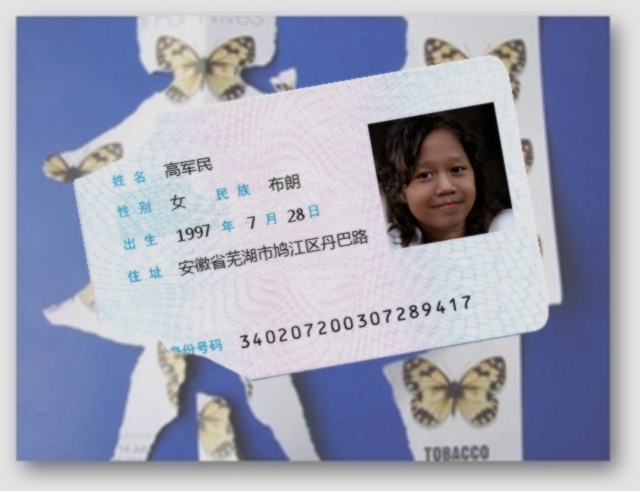 姓名 高军民
性别 女 民族 布朗
出生 1997 年 7 月 28 日
住址 安徽省芜湖市鸠江区丹巴路
身份号码 340207200307289417
TOBACCO